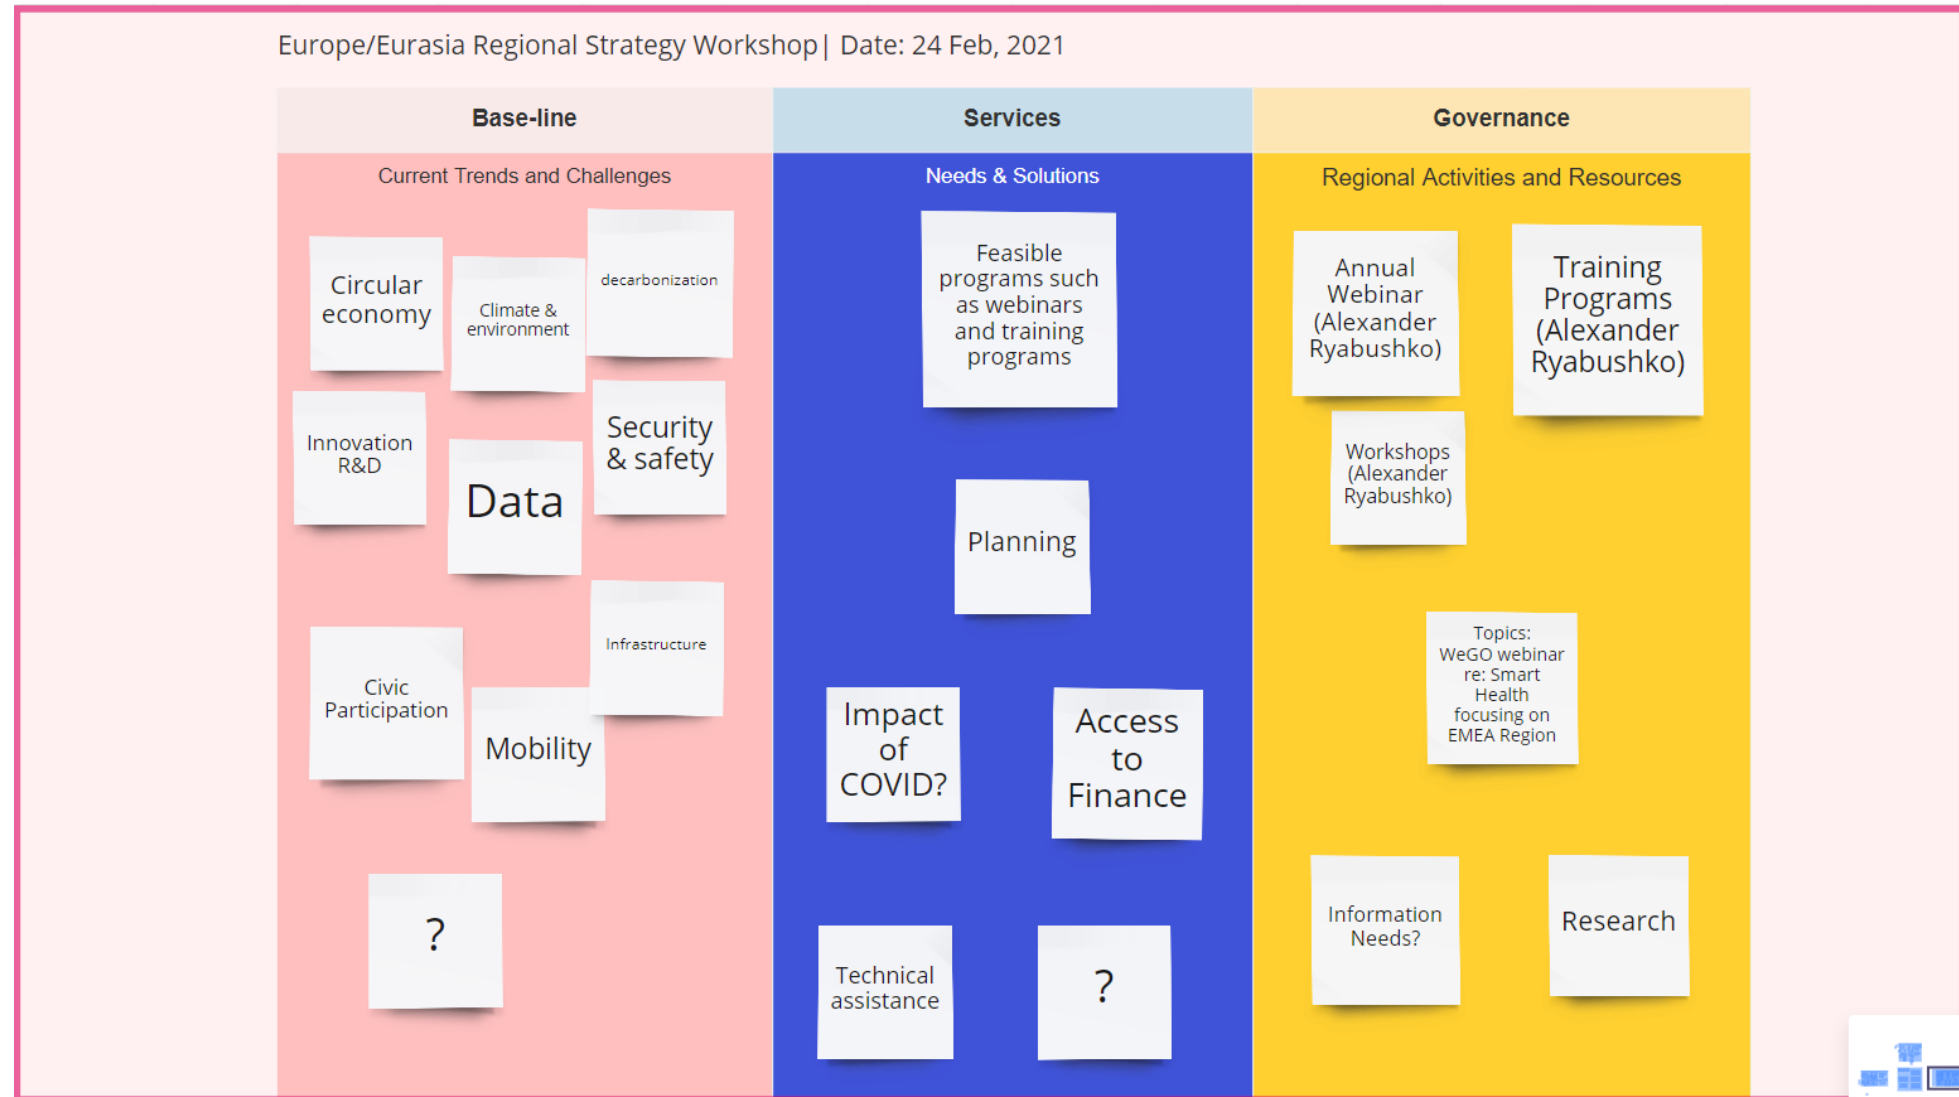 Europe/Eurasia Regional Strategy Workshop| Date: 24 Feb, 2021
Base-line
Current Trends and Challenges
Circular
economy
Climate &
environment
decarbonization
Innovation
R&D
Data
Security
& safety
Civic
Participation
Mobility
Infrastructure
?
Services
Needs & Solutions
Feasible
programs such
as webinars
and training
programs
Planning
Impact
of
COVID?
Access
to
Finance
Technical
assistance
?
Governance
Regional Activities and Resources
Annual
Webinar
(Alexander
Ryabushko)
Training
Programs
(Alexander
Ryabushko)
Workshops
(Alexander
Ryabushko)
Topics:
WeGO webinar
re: Smart
Health
focusing on
EMEA Region
Information
Needs?
Research